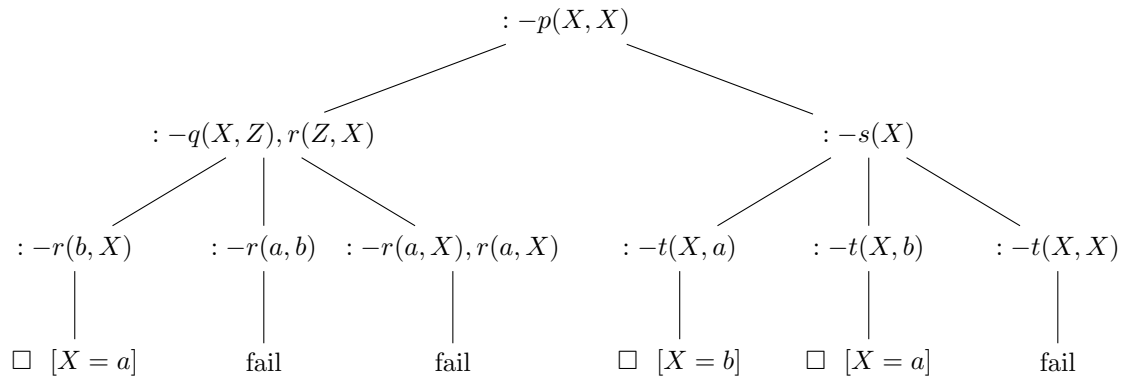 : −p(X, X)
: −q(X, Z), r(Z, X) : −s(X)
: −r(b, X) : −r(a, b) : −r(a, X), r(a, X) : −t(X, a) : −t(X, b) : −t(X, X)
□ [X = a] fail fail □ [X = b] □ [X = a] fail